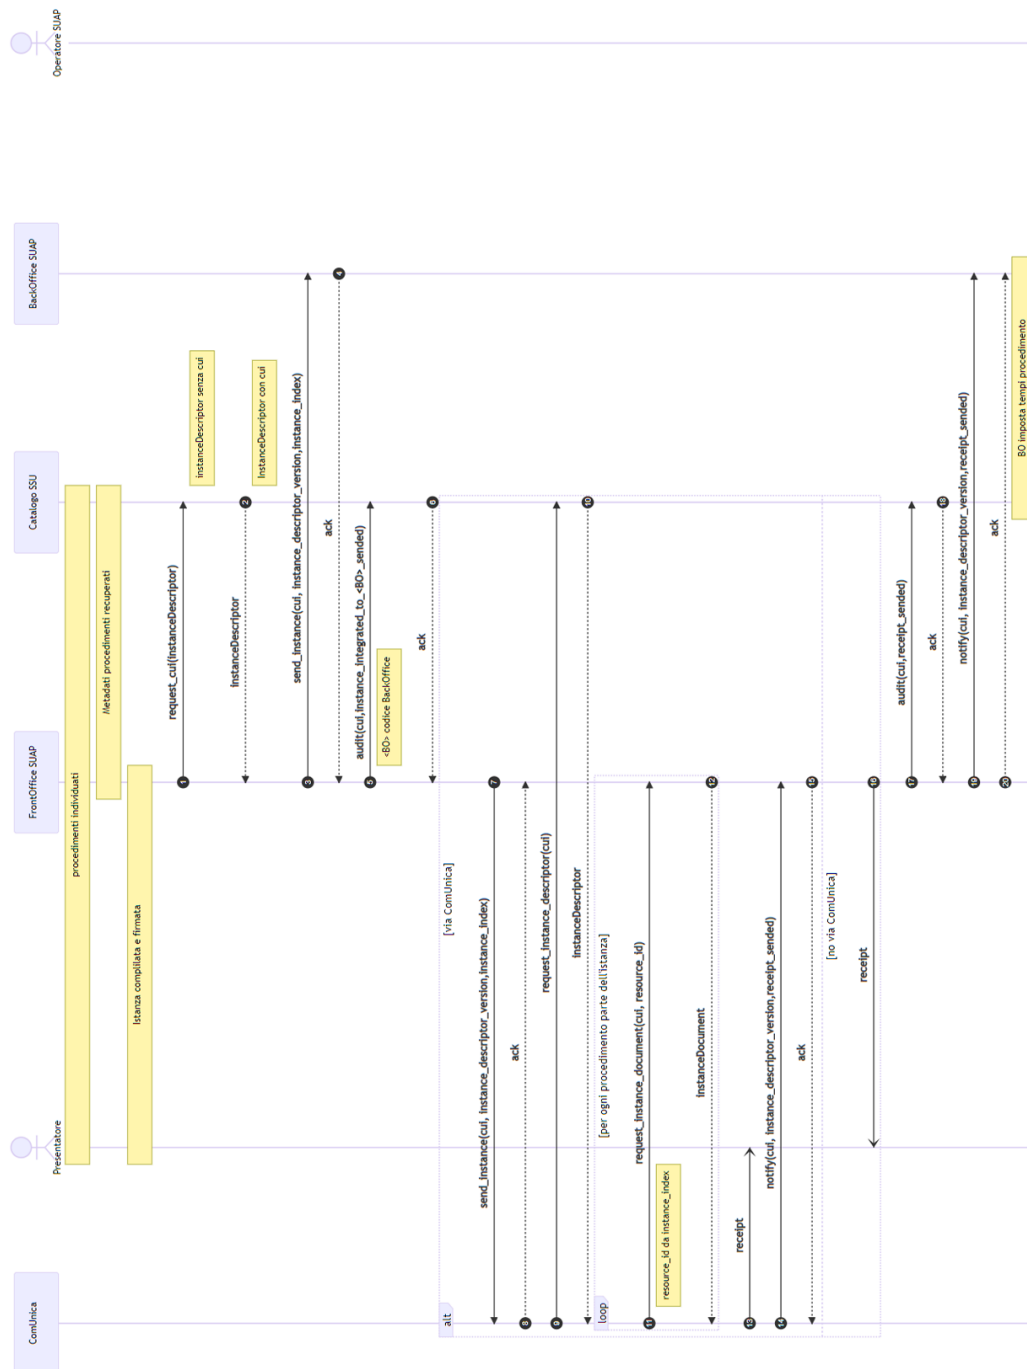 ComUnica
Presentatore
FrontOffice SUAP
Catalogo SSU
BackOffice SUAP
Operatore SUAP
procedimenti individuati
Metadati procedimenti recuperati
Istanza complilata e firmata
request_cui(instanceDescriptor)
1
instanceDescriptor senza cui
instanceDescriptor
2
InstanceDescriptor con cui
send_instance(cui, instance_descriptor_version,instance_index)
3
ack
4
audit(cui,instance_integrated_to_<BO>_sended)
5
<BO> codice BackOffice
ack
6
alt
[via ComUnica]
send_instance(cui, instance_descriptor_version,instance_index)
7
ack
8
request_instance_descriptor(cui)
9
instanceDescriptor
10
loop
[per ogni procedimento parte dell'istanza]
request_instance_document(cui, resource_id)
11
resource_id da instance_index
instanceDocument
12
receipt
13
notify(cui, instance_descriptor_version,receipt_sended)
14
ack
15
[no via ComUnica]
receipt
16
audit(cui,receipt_sended)
17
ack
18
notify(cui, instance_descriptor_version,receipt_sended)
19
ack
20
BO imposta tempi procedimento